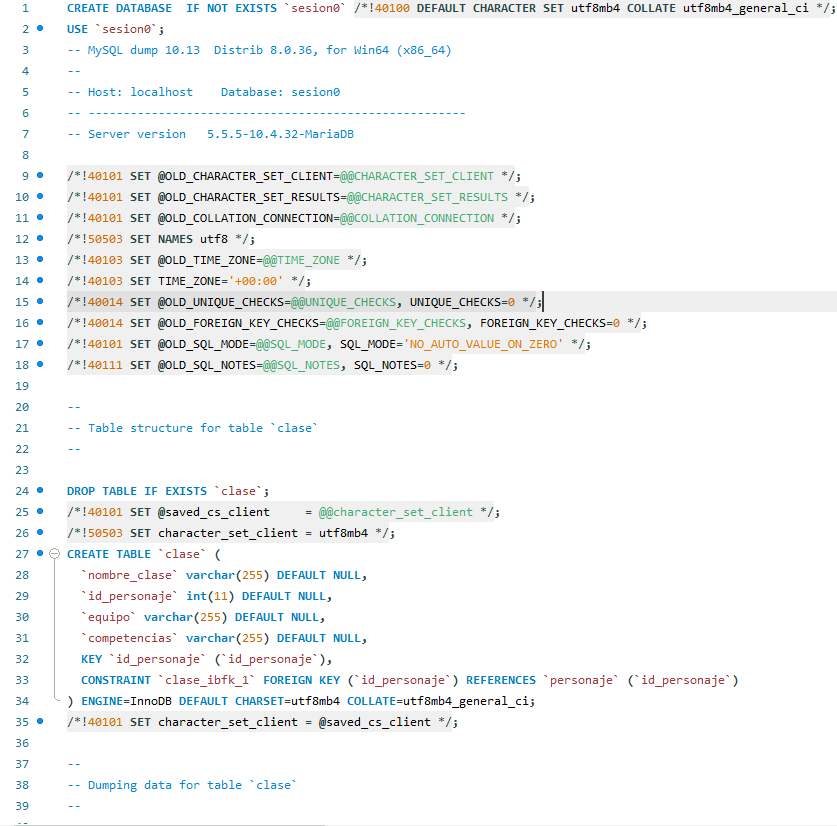 1 CREATE DATABASE  IF NOT EXISTS `sesion0` /*!40100 DEFAULT CHARACTER SET utf8mb4 COLLATE utf8mb4_general_ci */;
2 USE `sesion0`;
3 -- MySQL dump 10.13  Distrib 8.0.36, for Win64 (x86_64)
4 --
5 -- Host: localhost    Database: sesion0
6 -- ------------------------------------------------------
7 -- Server version	5.5.5-10.4.32-MariaDB
8
9 /*!40101 SET @OLD_CHARACTER_SET_CLIENT=@@CHARACTER_SET_CLIENT */;
10 /*!40101 SET @OLD_CHARACTER_SET_RESULTS=@@CHARACTER_SET_RESULTS */;
11 /*!40101 SET @OLD_COLLATION_CONNECTION=@@COLLATION_CONNECTION */;
12 /*!50503 SET NAMES utf8 */;
13 /*!40103 SET @OLD_TIME_ZONE=@@TIME_ZONE */;
14 /*!40103 SET TIME_ZONE='+00:00' */;
15 /*!40014 SET @OLD_UNIQUE_CHECKS=@@UNIQUE_CHECKS, UNIQUE_CHECKS=0 */;
16 /*!40014 SET @OLD_FOREIGN_KEY_CHECKS=@@FOREIGN_KEY_CHECKS, FOREIGN_KEY_CHECKS=0 */;
17 /*!40101 SET @OLD_SQL_MODE=@@SQL_MODE, SQL_MODE='NO_AUTO_VALUE_ON_ZERO' */;
18 /*!40111 SET @OLD_SQL_NOTES=@@SQL_NOTES, SQL_NOTES=0 */;
19
20 --
21 -- Table structure for table `clase`
22 --
23
24 DROP TABLE IF EXISTS `clase`;
25 /*!40101 SET @saved_cs_client     = @@character_set_client */;
26 /*!50503 SET character_set_client = utf8mb4 */;
27 CREATE TABLE `clase` (
28   `nombre_clase` varchar(255) DEFAULT NULL,
29   `id_personaje` int(11) DEFAULT NULL,
30   `equipo` varchar(255) DEFAULT NULL,
31   `competencias` varchar(255) DEFAULT NULL,
32   KEY `id_personaje` (`id_personaje`),
33   CONSTRAINT `clase_ibfk_1` FOREIGN KEY (`id_personaje`) REFERENCES `personaje` (`id_personaje`)
34 ) ENGINE=InnoDB DEFAULT CHARSET=utf8mb4 COLLATE=utf8mb4_general_ci;
35 /*!40101 SET character_set_client = @saved_cs_client */;
36
37 --
38 -- Dumping data for table `clase`
39 --